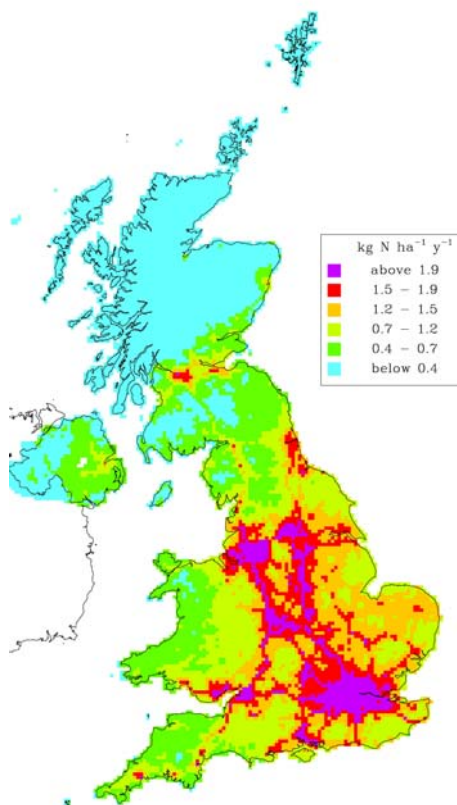 kg N ha⁻¹ y⁻¹
above 1.9
1.5 – 1.9
1.2 – 1.5
0.7 – 1.2
0.4 – 0.7
below 0.4